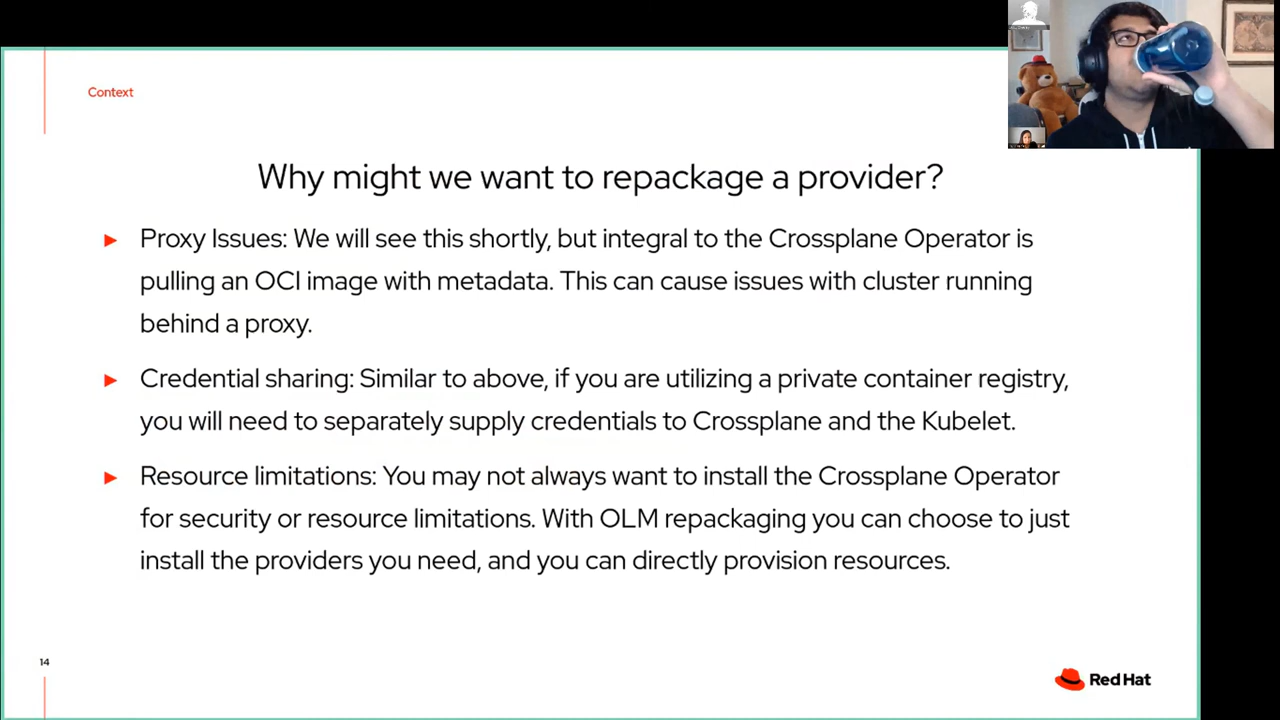 Context
Why might we want to repackage a provider?
Proxy Issues: We will see this shortly, but integral to the Crossplane Operator is
pulling an OCI image with metadata. This can cause issues with cluster running
behind a proxy.
Credential sharing: Similar to above, if you are utilizing a private container registry,
you will need to separately supply credentials to Crossplane and the Kubelet.
Resource limitations: You may not always want to install the Crossplane Operator
for security or resource limitations. With OLM repackaging you can choose to just
install the providers you need, and you can directly provision resources.
14
Red Hat